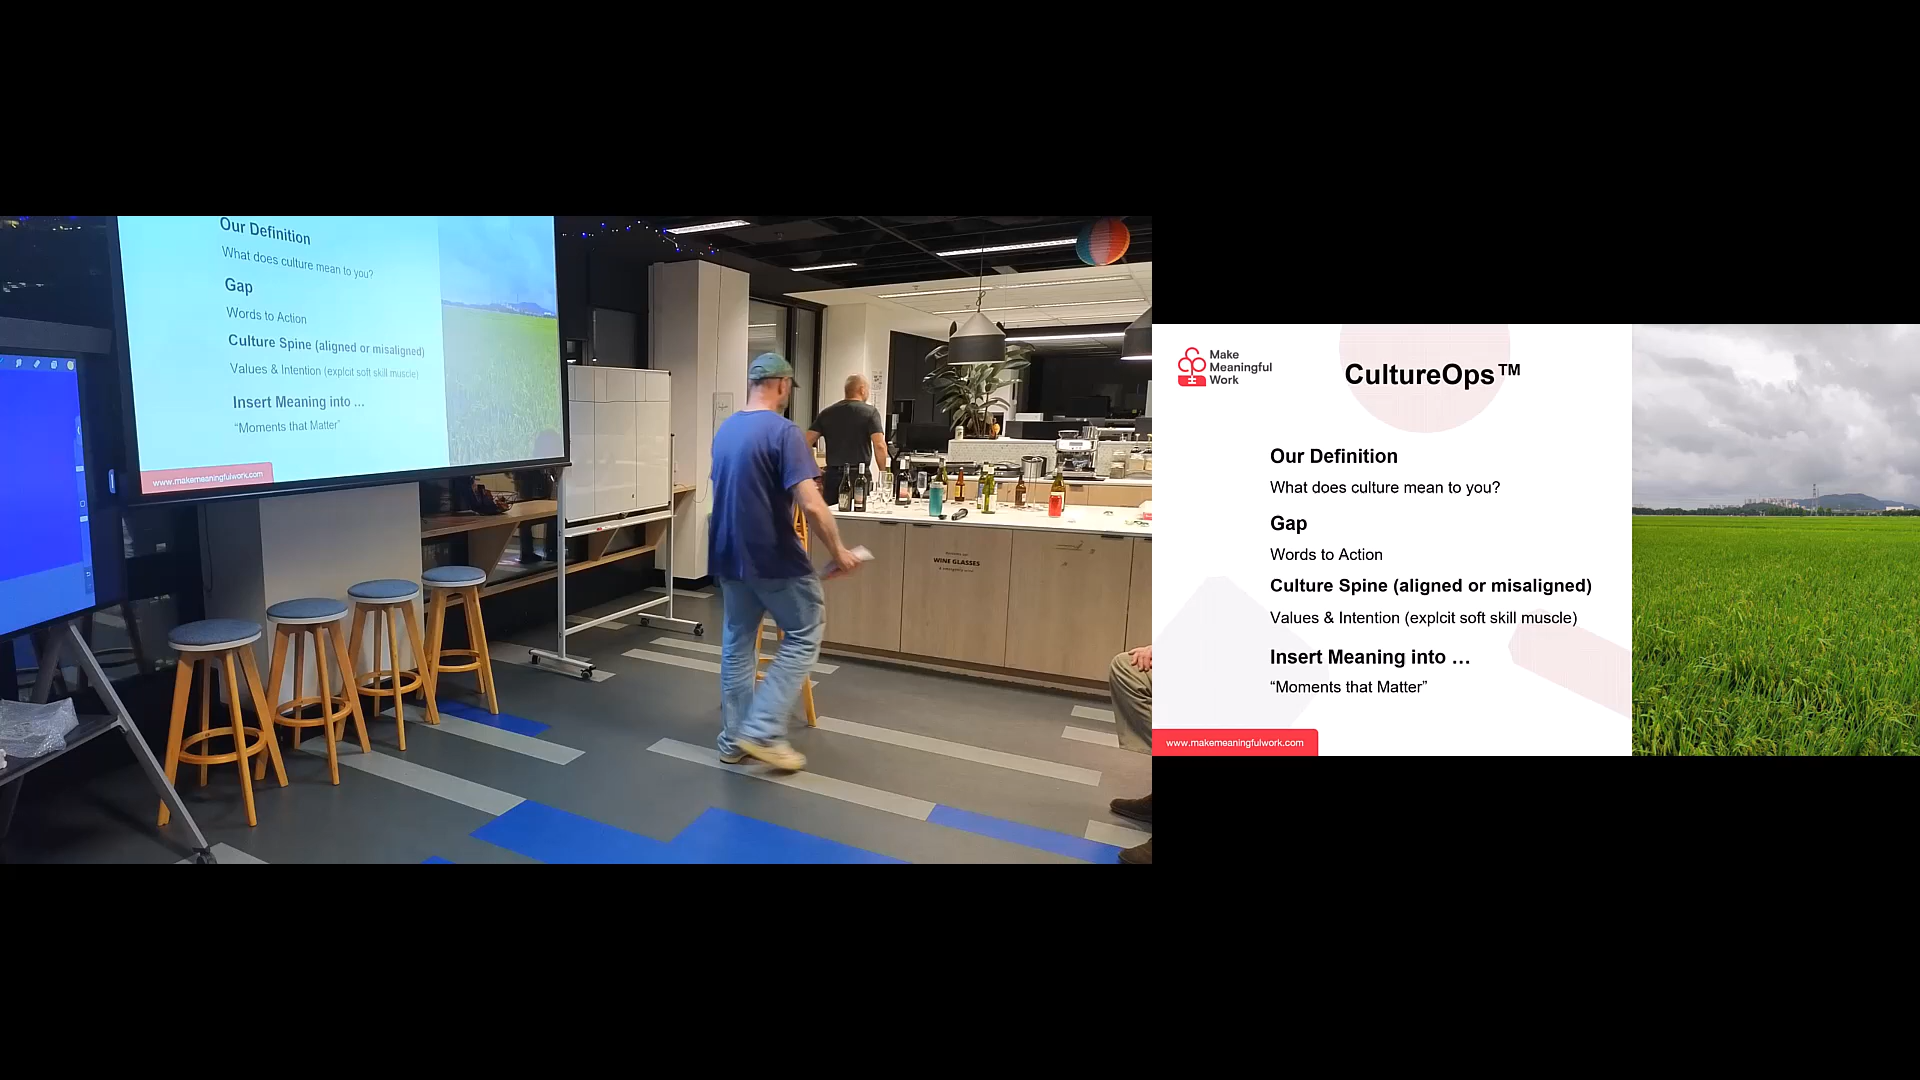 Our Definition
What does culture mean to you?
Gap
Words to Action
Culture Spine (aligned or misaligned)
Values & Intention (explcit soft skill muscle)
Insert Meaning into ...
“Moments that Matter”
www.makemeaningfulwork.com
WINE GLASSES
Make
Meaningful
Work
CultureOps™
Our Definition
What does culture mean to you?
Gap
Words to Action
Culture Spine (aligned or misaligned)
Values & Intention (explcit soft skill muscle)
Insert Meaning into …
“Moments that Matter”
www.makemeaningfulwork.com